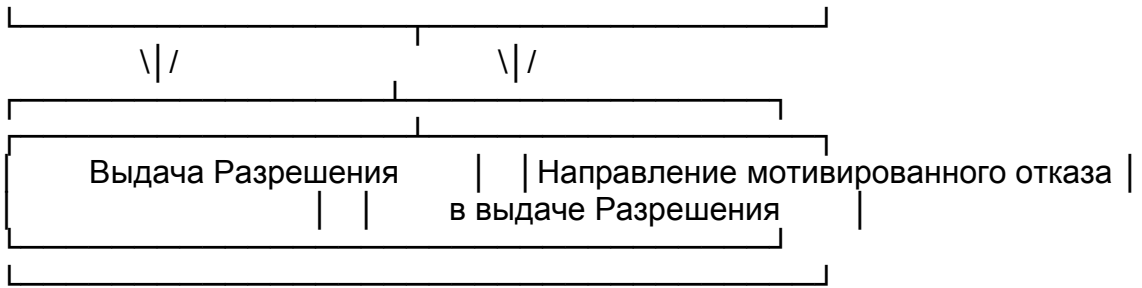 Выдача Разрешения Направление мотивированного отказа
в выдаче Разрешения